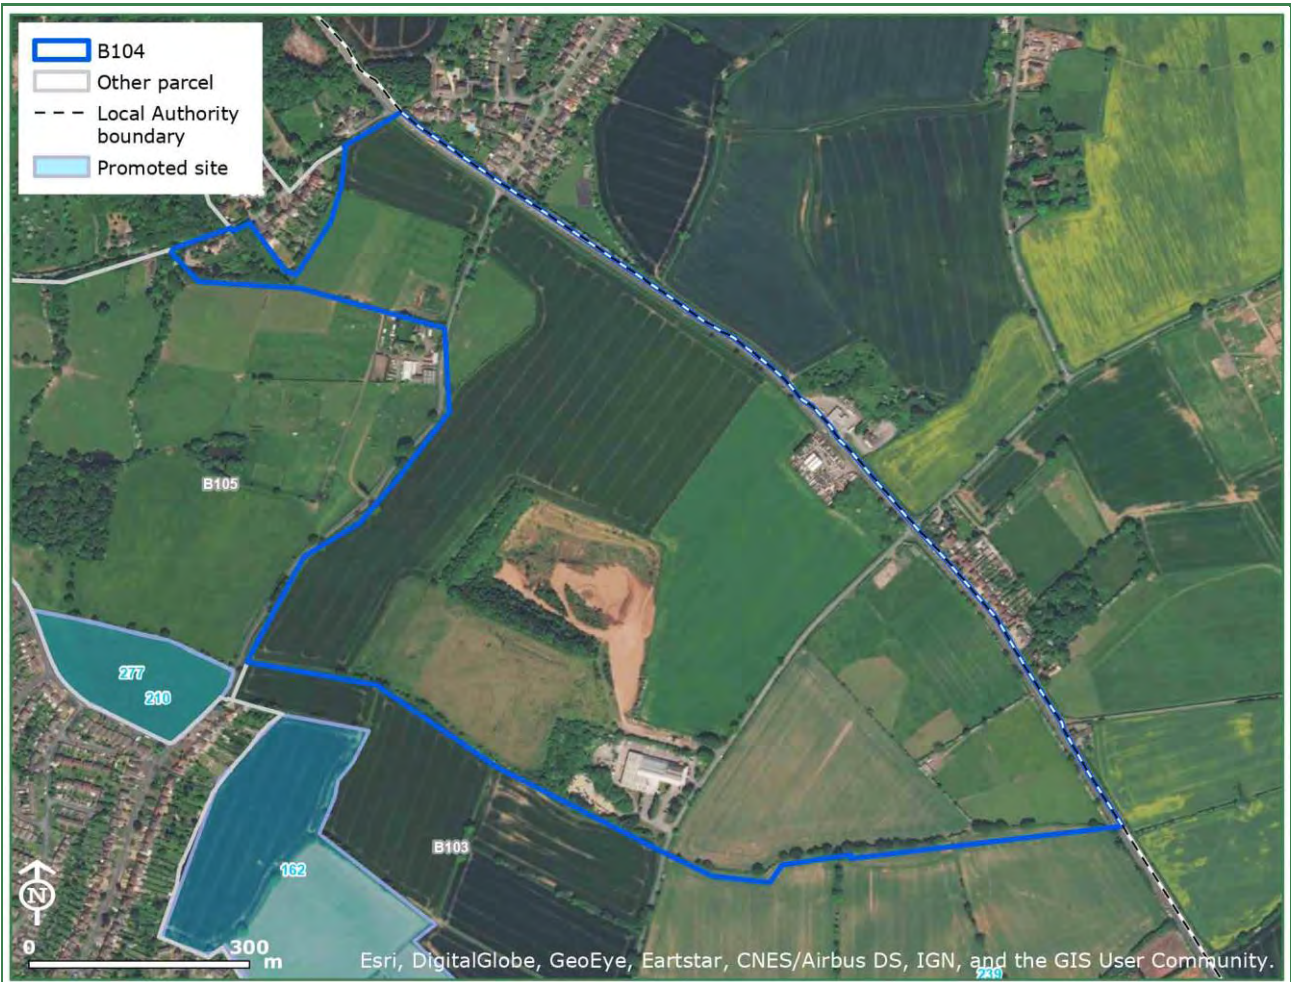 B104
Other parcel
Local Authority
boundary
Promoted site
B105
277
210
B103
162
N
0
300
m
Esri, DigitalGlobe, GeoEye, Eartstar, CNES/Airbus DS, IGN, and the GIS User Community.
239